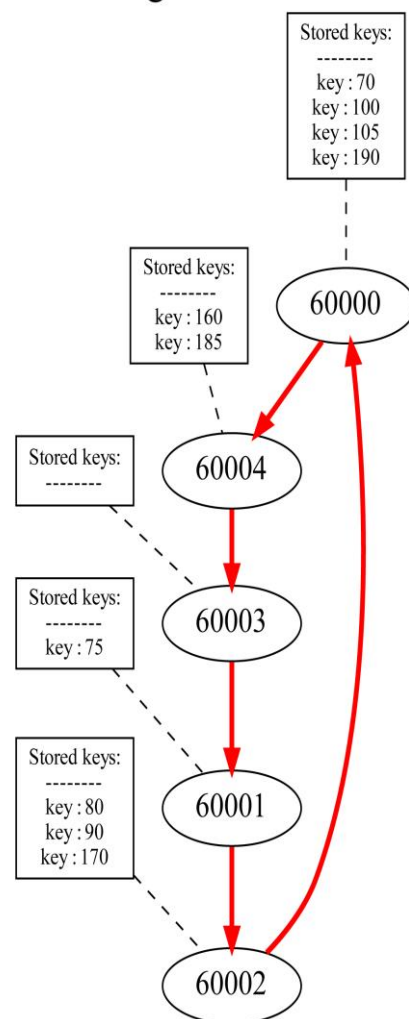 Stored keys:
--------
key : 70
key : 100
key : 105
key : 190
60000
Stored keys:
--------
key : 160
key : 185
60004
Stored keys:
--------
60003
Stored keys:
--------
key : 75
60001
Stored keys:
--------
key : 80
key : 90
key : 170
60002